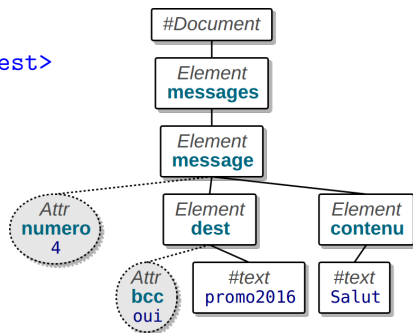 #Document
est>
Element
messages
Element
message
Attr
numero
4
Element
dest
Element
contenu
Attr
bcc
oui
#text
promo2016
#text
Salut